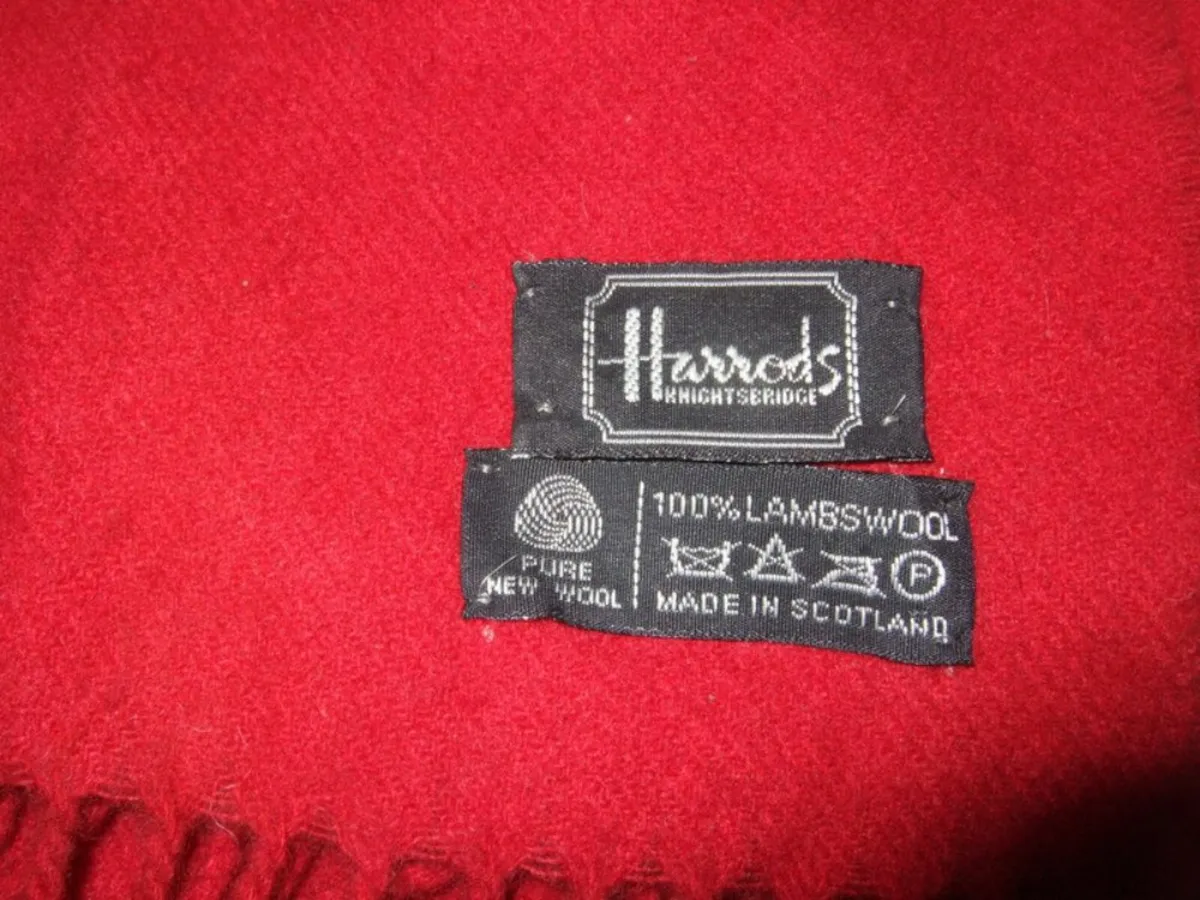 Harrods
KNIGHTSBRIDGE
PURE
NEW WOOL
100% LAMBSWOOL
P
MADE IN SCOTLAND